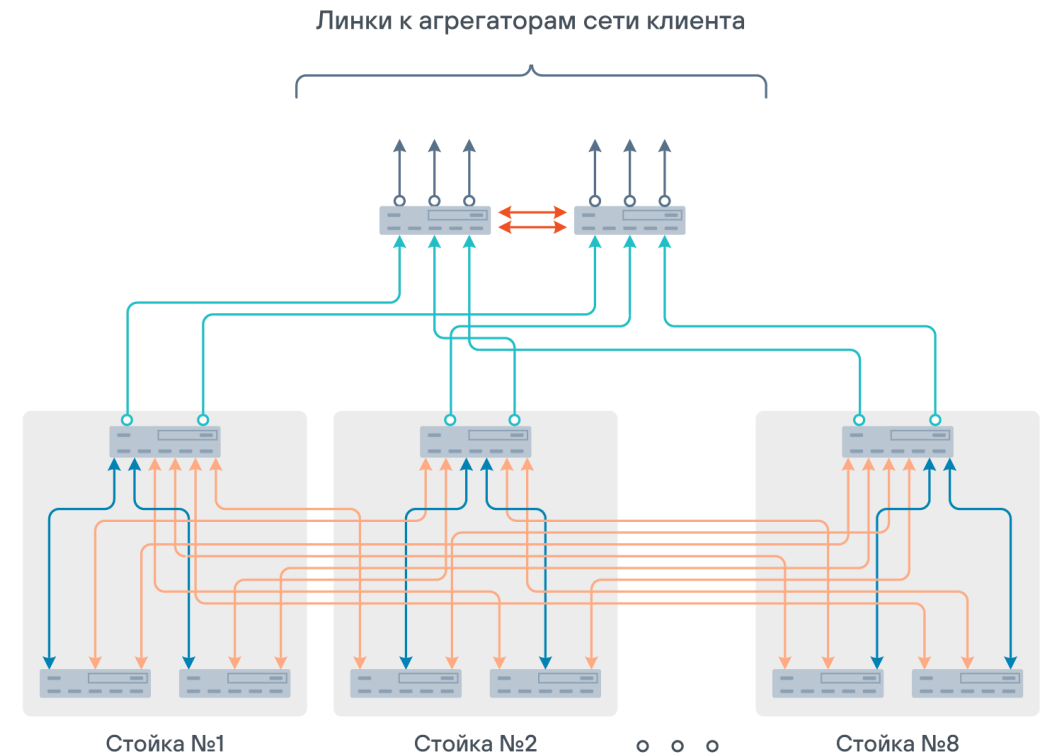 Линки к агрегаторам сети клиента
Стойка №1
Стойка №2
Стойка №8